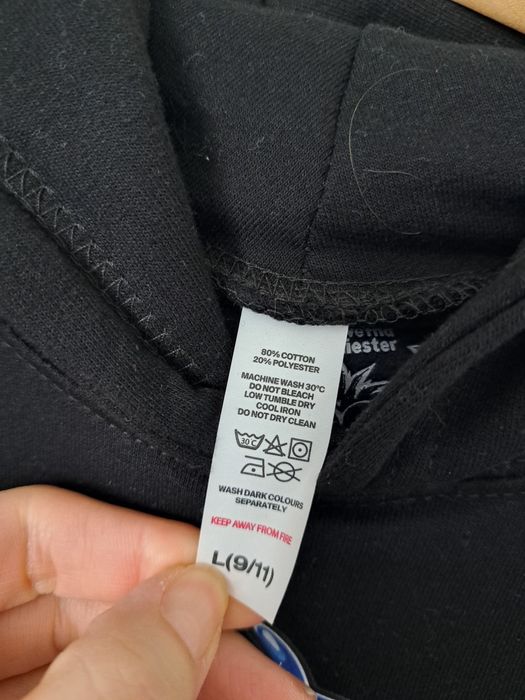 80% COTTON
20% POLYESTER
MACHINE WASH 30°C
DO NOT BLEACH
LOW TUMBLE DRY
COOL IRON
DO NOT DRY CLEAN
30 C
WASH DARK COLOURS
SEPARATELY
KEEP AWAY FROM FIRE
L(9/11)